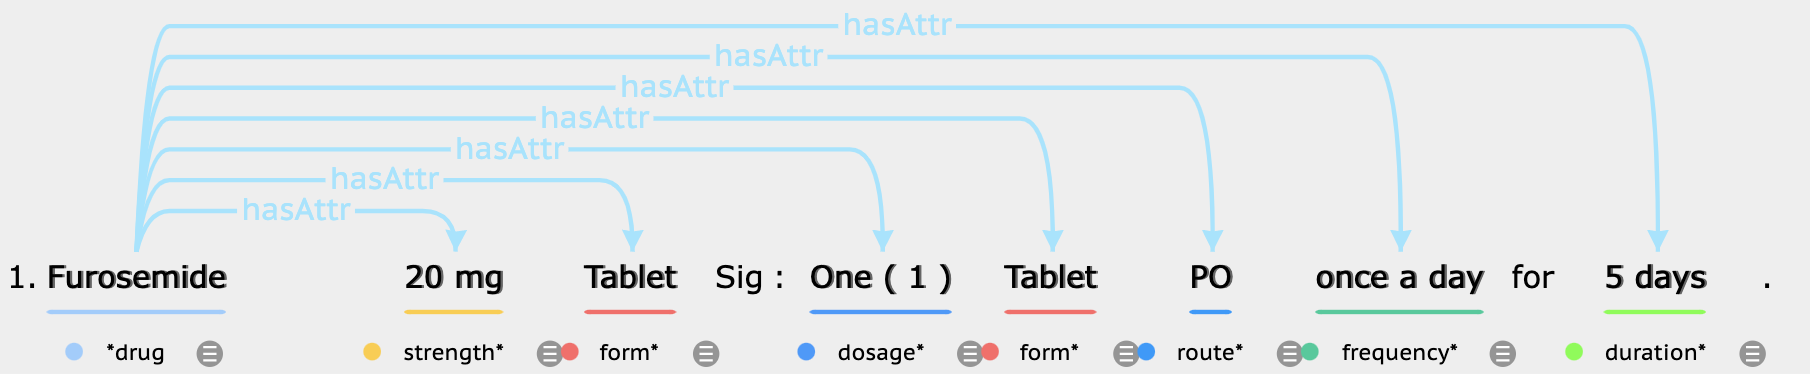 hasAttr
hasAttr
hasAttr
hasAttr
hasAttr
hasAttr
hasAttr
1. Furosemide 20 mg Tablet Sig : One ( 1 ) Tablet PO once a day for 5 days .
*drug strength* form* dosage* form* route* frequency* duration*